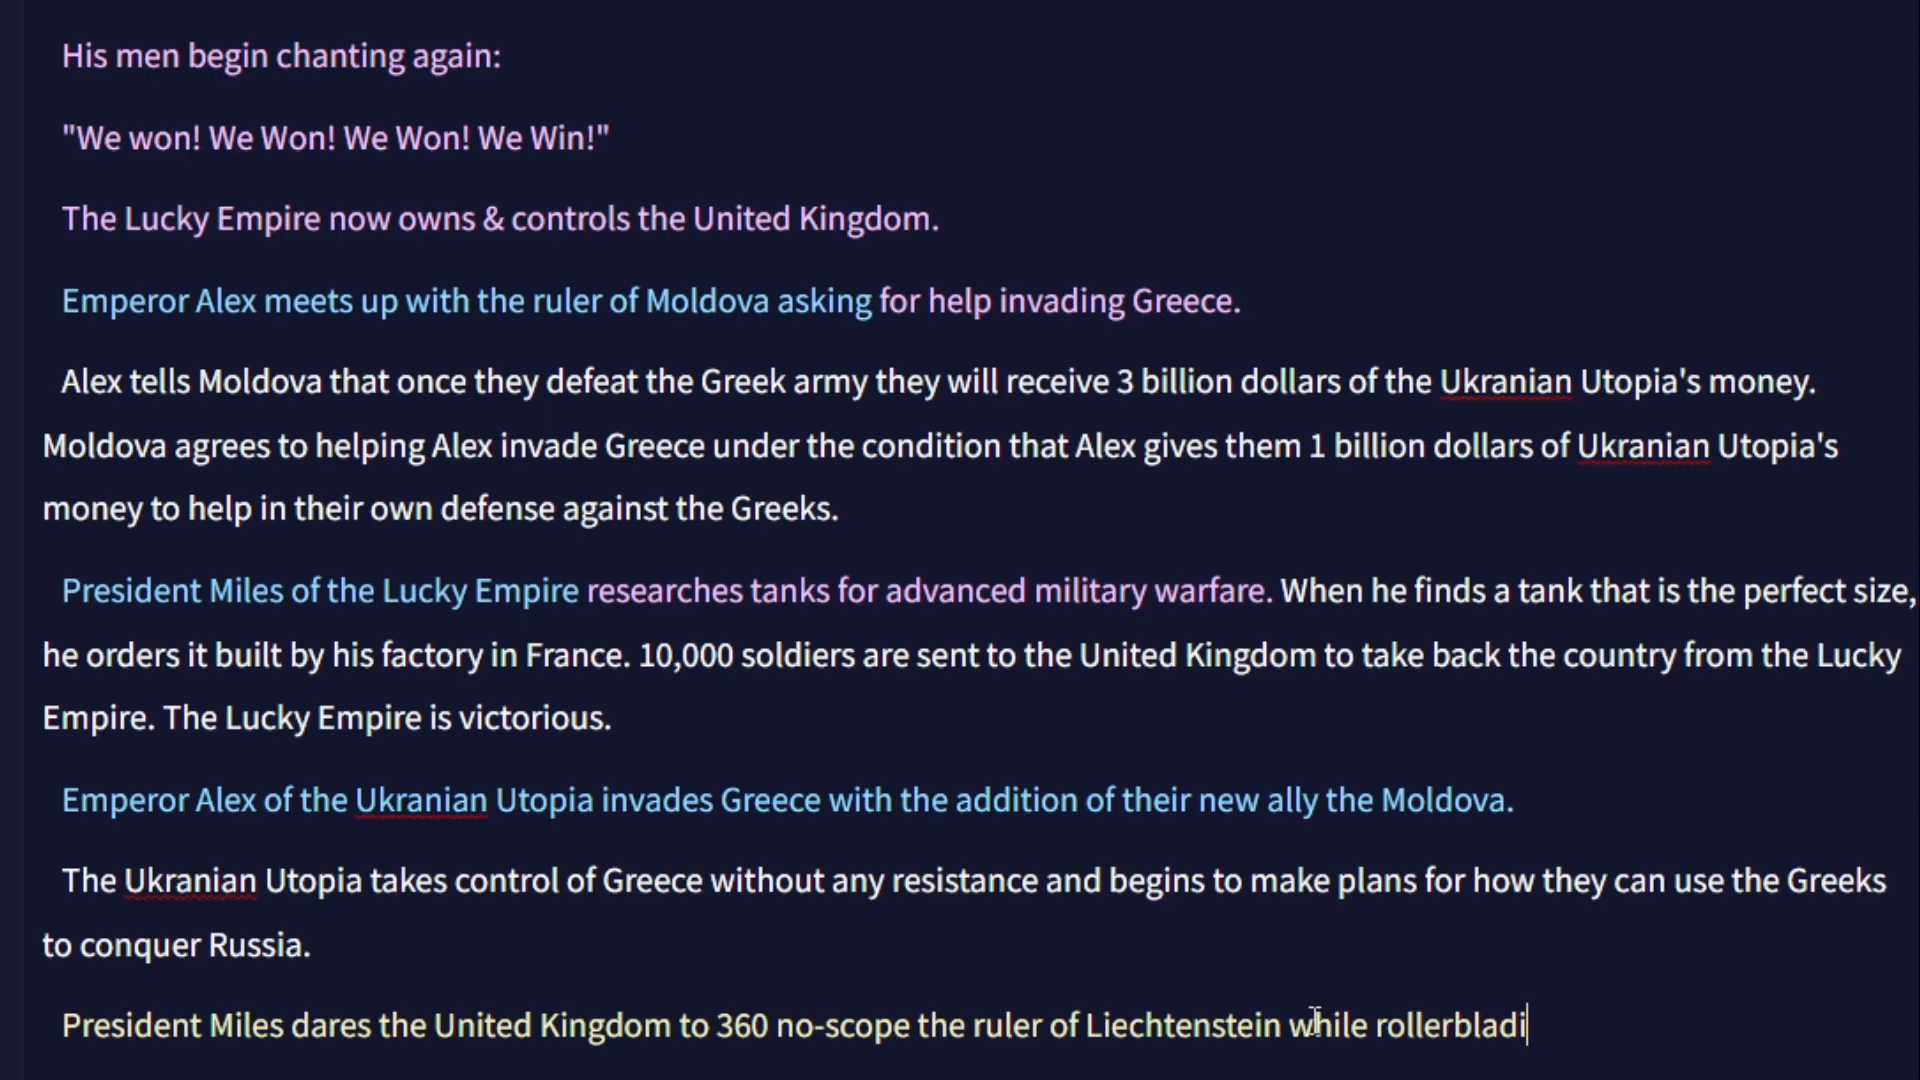 His men begin chanting again:
"We won! We Won! We Won! We Win!"
The Lucky Empire now owns & controls the United Kingdom.
Emperor Alex meets up with the ruler of Moldova asking for help invading Greece.
Alex tells Moldova that once they defeat the Greek army they will receive 3 billion dollars of the Ukranian Utopia's money.
Moldova agrees to helping Alex invade Greece under the condition that Alex gives them 1 billion dollars of Ukranian Utopia's
money to help in their own defense against the Greeks.
President Miles of the Lucky Empire researches tanks for advanced military warfare. When he finds a tank that is the perfect size,
he orders it built by his factory in France. 10,000 soldiers are sent to the United Kingdom to take back the country from the Lucky
Empire. The Lucky Empire is victorious.
Emperor Alex of the Ukranian Utopia invades Greece with the addition of their new ally the Moldova.
The Ukranian Utopia takes control of Greece without any resistance and begins to make plans for how they can use the Greeks
to conquer Russia.
President Miles dares the United Kingdom to 360 no-scope the ruler of Liechtenstein while rollerbladi